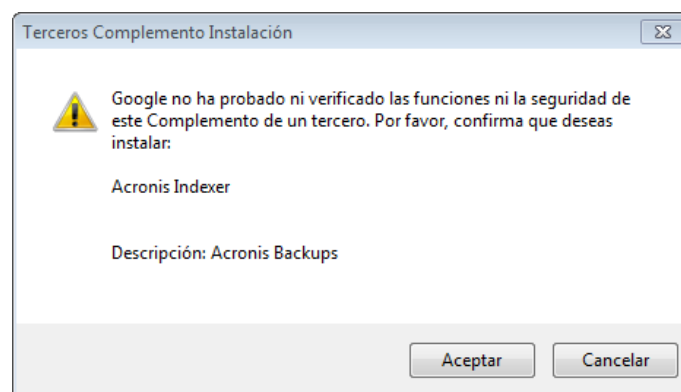 Terceros Complemento Instalación
Google no ha probado ni verificado las funciones ni la seguridad de
este Complemento de un tercero. Por favor, confirma que deseas
instalar:
Acronis Indexer
Descripción: Acronis Backups
Aceptar
Cancelar